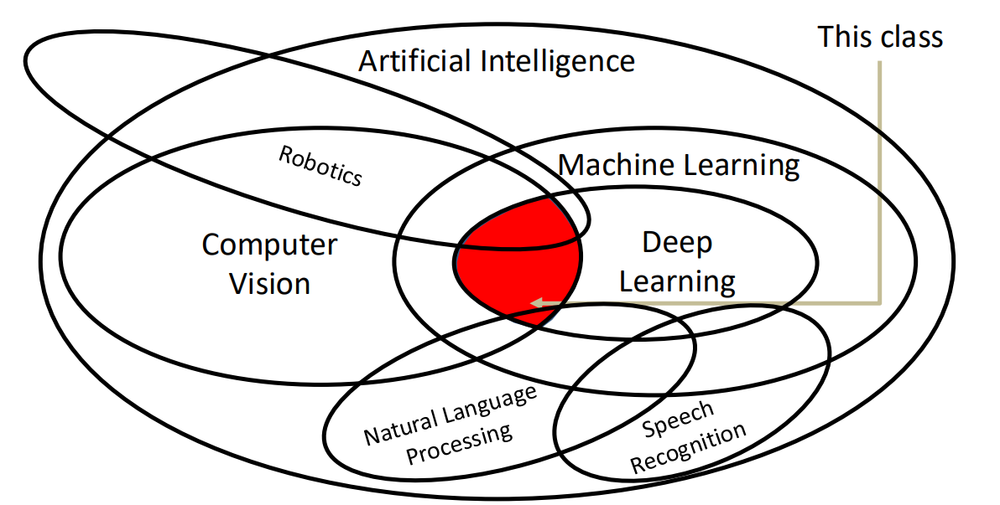 This class
Artificial Intelligence
Robotics
Machine Learning
Computer
Vision
Deep
Learning
Natural Language
Processing
Speech
Recognition